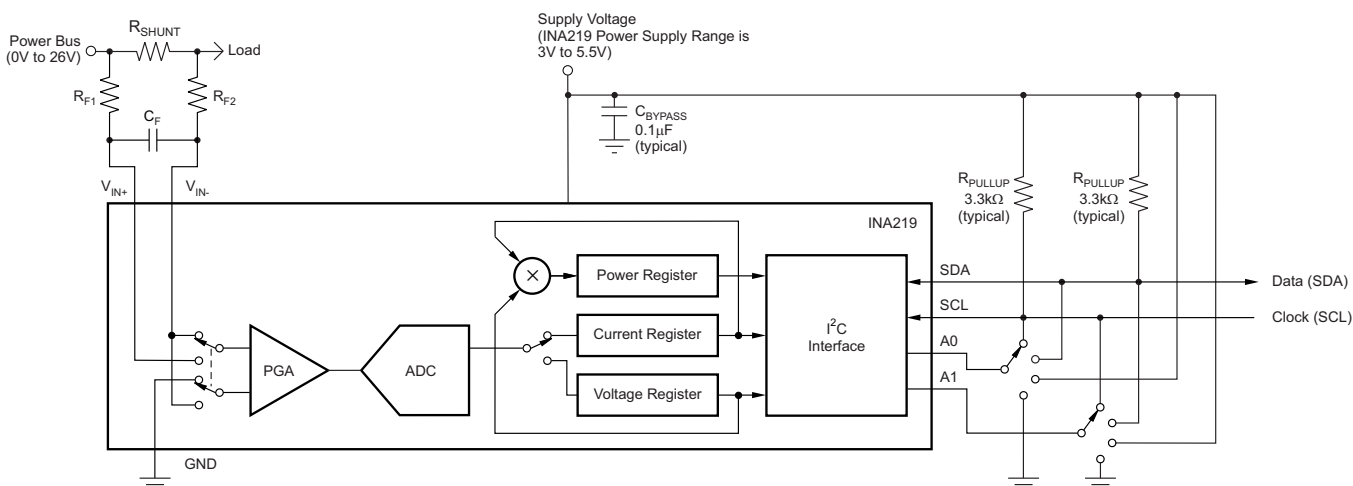 Supply Voltage
(INA219 Power Supply Range is
3V to 5.5V)
RSHUNT
Power Bus
(0V to 26V)
Load
RF1
RF2
CF
CBYPASS
0.1µF
(typical)
VIN+
VIN-
RPULLUP
3.3kΩ
(typical)
RPULLUP
3.3kΩ
(typical)
INA219
×
Power Register
Current Register
Voltage Register
PGA
ADC
I²C
Interface
SDA
SCL
A0
A1
Data (SDA)
Clock (SCL)
GND